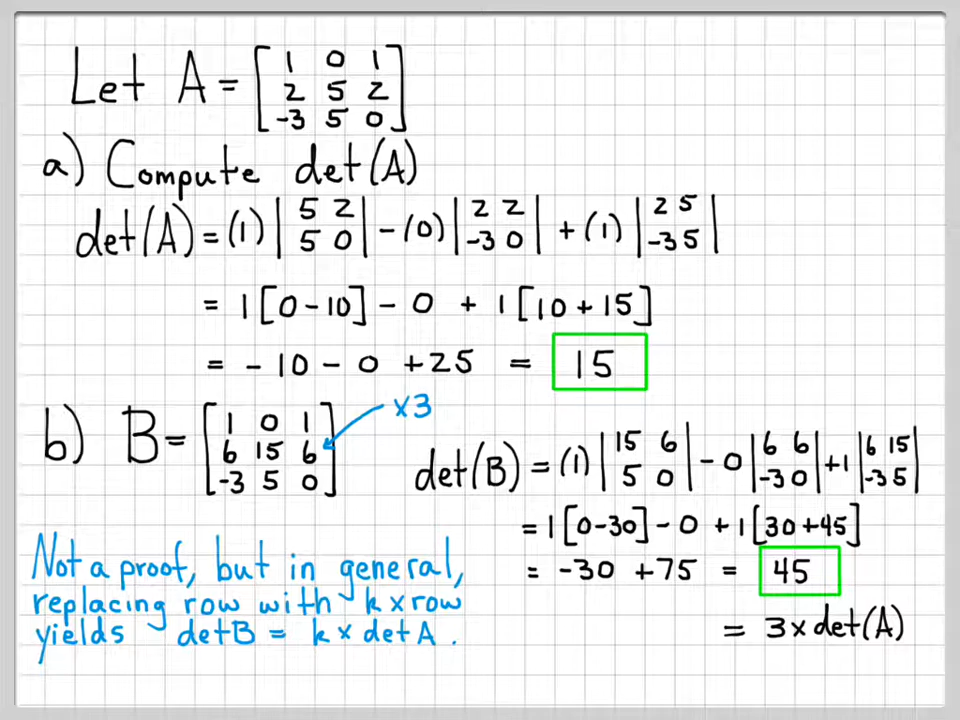 Let A = [1 0 1
2 5 2
-3 5 0]
a) Compute det(A)
det(A) = (1) |5 2
5 0| - (0) |2 2
-3 0| + (1) |2 5
-3 5|
= 1[0-10] - 0 + 1[10+15]
= -10 - 0 + 25 = 15
b) B = [1 0 1
6 15 6
-3 5 0]
x3
det(B) = (1) |15 6
5 0| - 0 |6 6
-3 0| + 1 |6 15
-3 5|
= 1[0-30] - 0 + 1[30+45]
= -30 + 75 = 45
= 3 x det(A)
Not a proof, but in general,
replacing row with k x row
yields detB = k x detA.